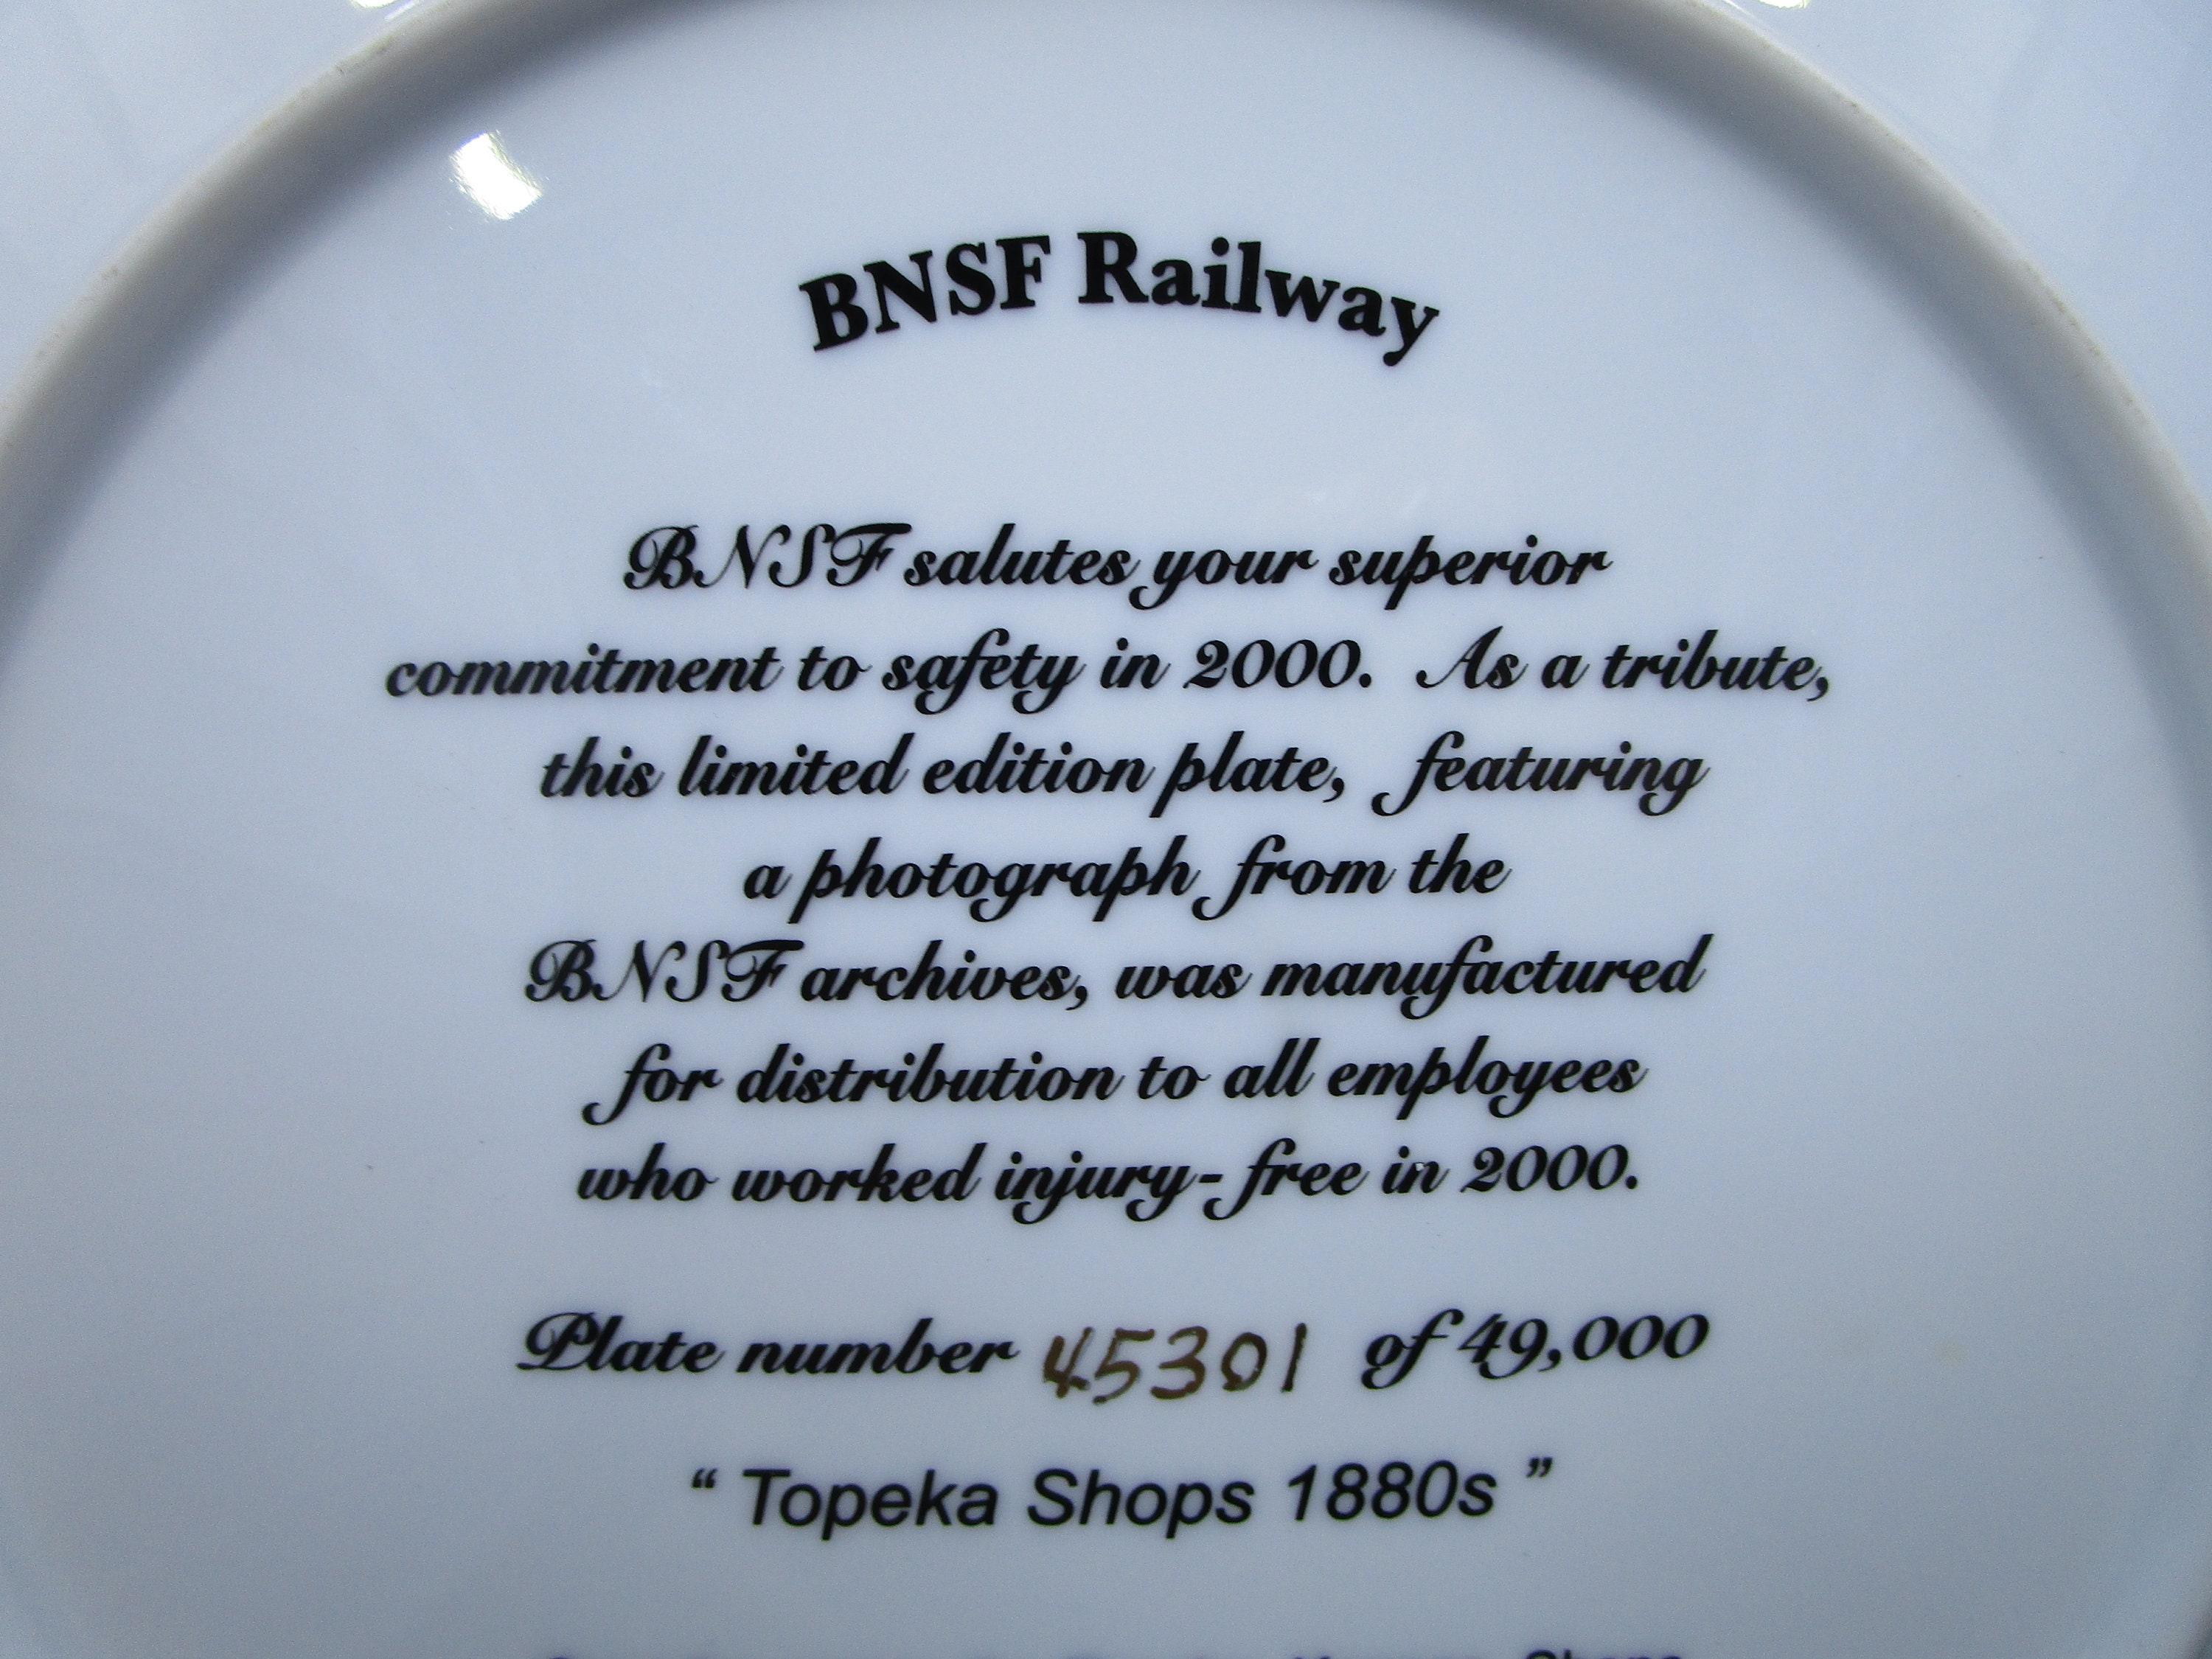 BNSF Railway
BNSF salutes your superior
commitment to safety in 2000. As a tribute,
this limited edition plate, featuring
a photograph from the
BNSF archives, was manufactured
for distribution to all employees
who worked injury-free in 2000.
Plate number 45301 of 49,000
“ Topeka Shops 1880s ”